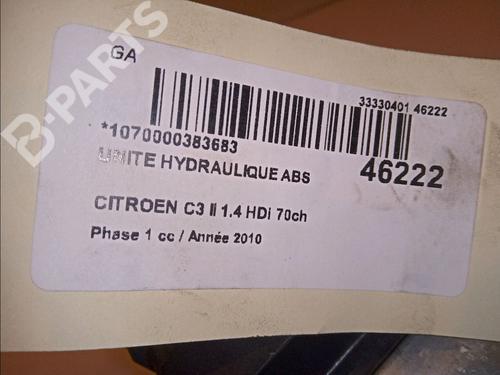 B-PARTS
GA
33330401 46222
*1070000383683
UNITE HYDRAULIQUE ABS
46222
CITROEN C3 II 1.4 HDi 70ch
Phase 1 cc / Année 2010